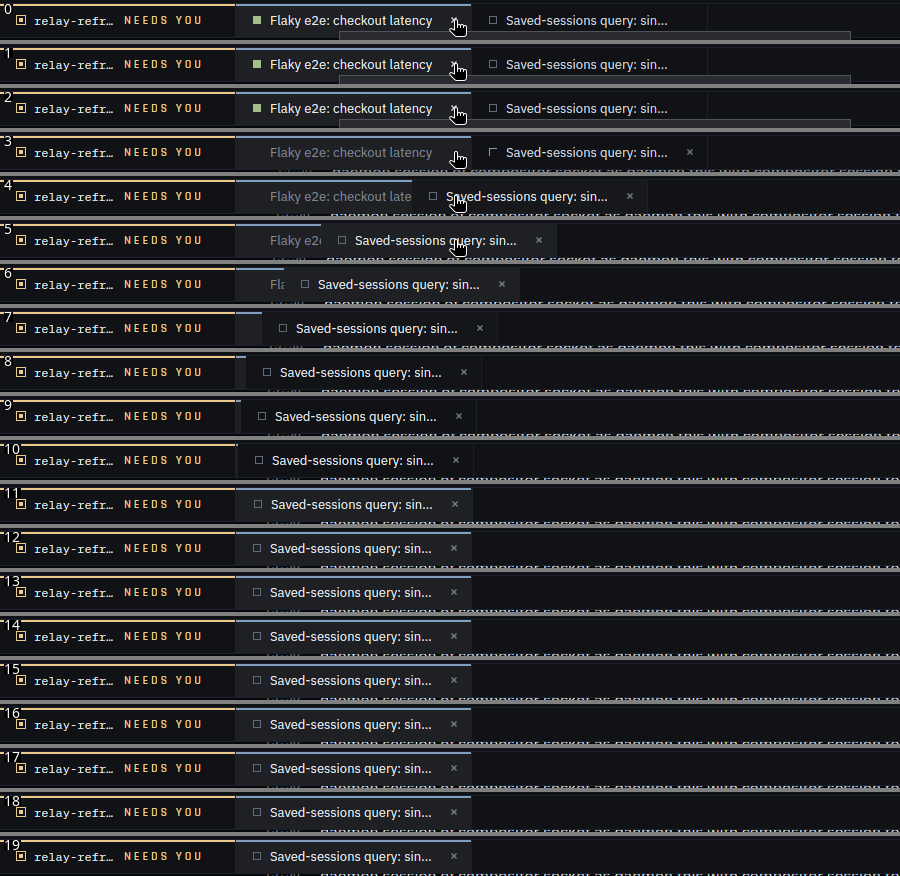 0 relay-refr… NEEDS YOU Flaky e2e: checkout latency × Saved-sessions query: sin…
1 relay-refr… NEEDS YOU Flaky e2e: checkout latency × Saved-sessions query: sin…
2 relay-refr… NEEDS YOU Flaky e2e: checkout latency × Saved-sessions query: sin…
3 relay-refr… NEEDS YOU Flaky e2e: checkout latency Saved-sessions query: sin… ×
4 relay-refr… NEEDS YOU Flaky e2e: checkout late Saved-sessions query: sin… ×
5 relay-refr… NEEDS YOU Flaky e2 Saved-sessions query: sin… ×
6 relay-refr… NEEDS YOU Fla Saved-sessions query: sin… ×
7 relay-refr… NEEDS YOU Saved-sessions query: sin… ×
8 relay-refr… NEEDS YOU Saved-sessions query: sin… ×
9 relay-refr… NEEDS YOU Saved-sessions query: sin… ×
10 relay-refr… NEEDS YOU Saved-sessions query: sin… ×
11 relay-refr… NEEDS YOU Saved-sessions query: sin… ×
12 relay-refr… NEEDS YOU Saved-sessions query: sin… ×
13 relay-refr… NEEDS YOU Saved-sessions query: sin… ×
14 relay-refr… NEEDS YOU Saved-sessions query: sin… ×
15 relay-refr… NEEDS YOU Saved-sessions query: sin… ×
16 relay-refr… NEEDS YOU Saved-sessions query: sin… ×
17 relay-refr… NEEDS YOU Saved-sessions query: sin… ×
18 relay-refr… NEEDS YOU Saved-sessions query: sin… ×
19 relay-refr… NEEDS YOU Saved-sessions query: sin… ×